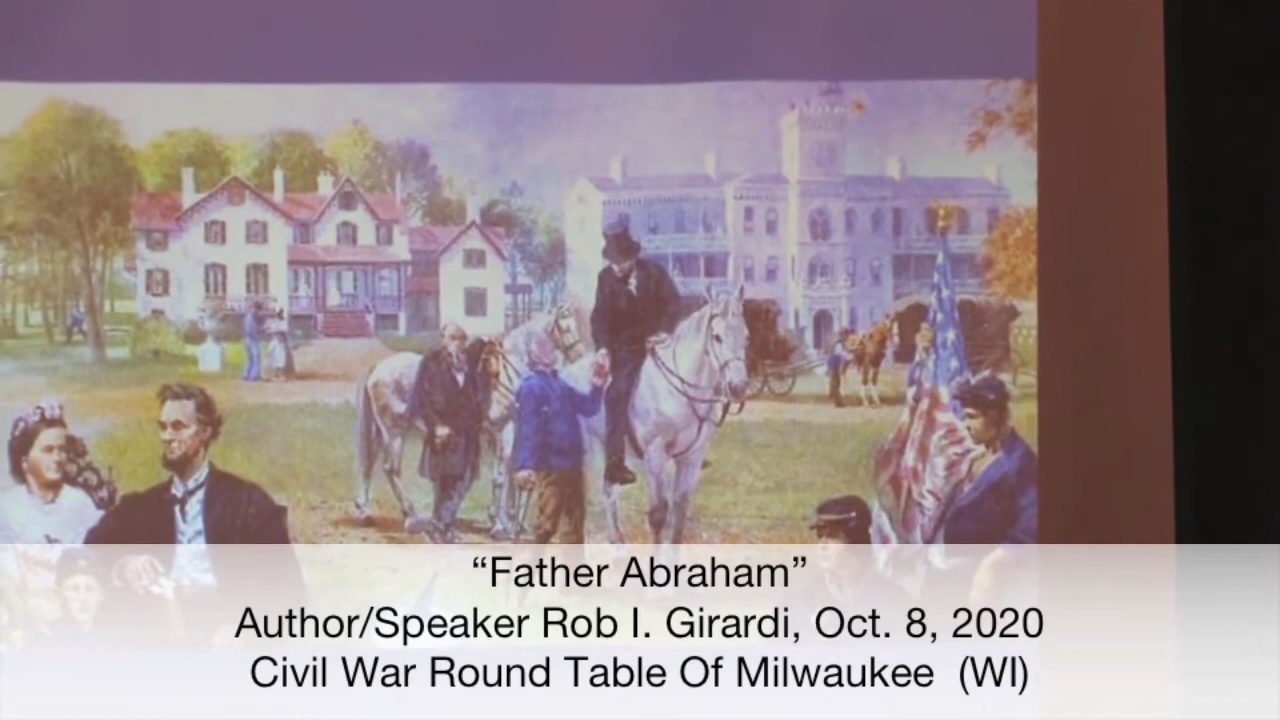 “Father Abraham”
Author/Speaker Rob I. Girardi, Oct. 8, 2020
Civil War Round Table Of Milwaukee  (WI)